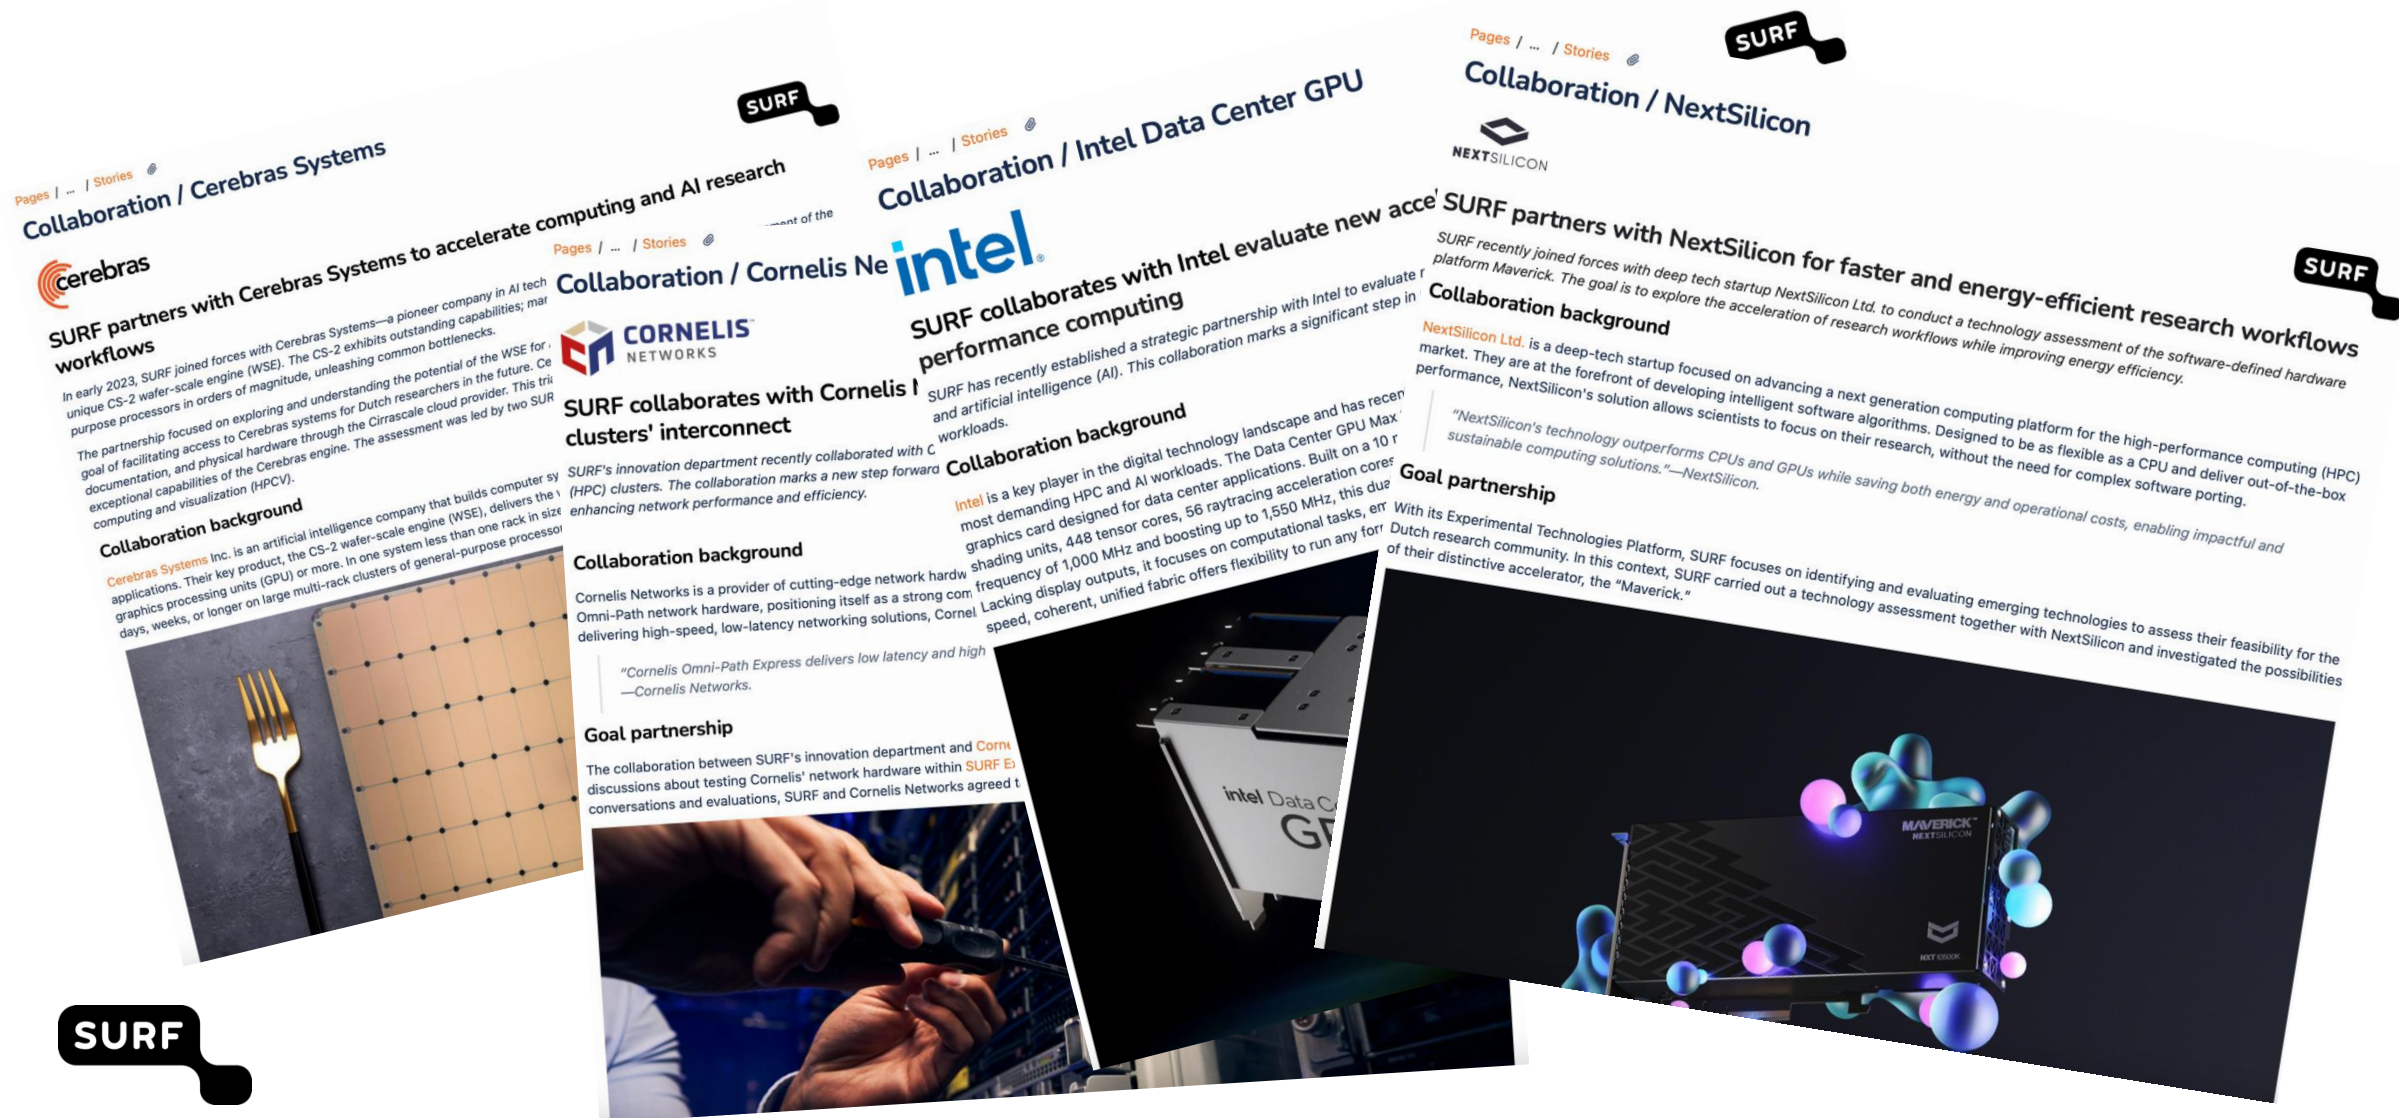 SURF
Pages / ... / Stories
Collaboration / Cerebras Systems
cerebras
SURF partners with Cerebras Systems to accelerate computing and AI research
workflows
ment of the
In early 2023, SURF joined forces with Cerebras Systems—a pioneer company in AI tech
unique CS-2 wafer-scale engine (WSE). The CS-2 exhibits outstanding capabilities; mar
purpose processors in orders of magnitude, unleashing common bottlenecks.
The partnership focused on exploring and understanding the potential of the WSE for
goal of facilitating access to Cerebras systems for Dutch researchers in the future. Ce
documentation, and physical hardware through the Cirrascale cloud provider. This tri
exceptional capabilities of the Cerebras engine. The assessment was led by two SUR
computing and visualization (HPCV).
Collaboration background
Cerebras Systems Inc. is an artificial intelligence company that builds computer sy
applications. Their key product, the CS-2 wafer-scale engine (WSE), delivers the
graphics processing units (GPU) or more. In one system less than one rack in size
days, weeks, or longer on large multi-rack clusters of general-purpose processo
Pages / ... / Stories
Collaboration / Cornelis Ne
CORNELIS
NETWORKS
SURF collaborates with Cornelis
clusters' interconnect
SURF's innovation department recently collaborated with C
(HPC) clusters. The collaboration marks a new step forward
enhancing network performance and efficiency.
Collaboration background
Cornelis Networks is a provider of cutting-edge network hardw
Omni-Path network hardware, positioning itself as a strong com
delivering high-speed, low-latency networking solutions, Cornel
“Cornelis Omni-Path Express delivers low latency and high
—Cornelis Networks.
Goal partnership
The collaboration between SURF's innovation department and Corne
discussions about testing Cornelis' network hardware within SURF Ex
conversations and evaluations, SURF and Cornelis Networks agreed t
Pages / ... / Stories
Collaboration / Intel Data Center GPU
intel
SURF collaborates with Intel evaluate new acce
performance computing
SURF has recently established a strategic partnership with Intel to evaluate
and artificial intelligence (AI). This collaboration marks a significant step in
workloads.
Collaboration background
Intel is a key player in the digital technology landscape and has recen
most demanding HPC and AI workloads. The Data Center GPU Max
graphics card designed for data center applications. Built on a 10
shading units, 448 tensor cores, 56 raytracing acceleration cores
frequency of 1,000 MHz and boosting up to 1,550 MHz, this dua
Lacking display outputs, it focuses on computational tasks, em
speed, coherent, unified fabric offers flexibility to run any for
intel Data C
GP
SURF
Pages / ... / Stories
Collaboration / NextSilicon
NEXTSILICON
SURF
SURF partners with NextSilicon for faster and energy-efficient research workflows
SURF recently joined forces with deep tech startup NextSilicon Ltd. to conduct a technology assessment of the software-defined hardware
platform Maverick. The goal is to explore the acceleration of research workflows while improving energy efficiency.
Collaboration background
NextSilicon Ltd. is a deep-tech startup focused on advancing a next generation computing platform for the high-performance computing (HPC)
market. They are at the forefront of developing intelligent software algorithms. Designed to be as flexible as a CPU and deliver out-of-the-box
performance, NextSilicon's solution allows scientists to focus on their research, without the need for complex software porting.
“NextSilicon's technology outperforms CPUs and GPUs while saving both energy and operational costs, enabling impactful and
sustainable computing solutions.”—NextSilicon.
Goal partnership
With its Experimental Technologies Platform, SURF focuses on identifying and evaluating emerging technologies to assess their feasibility for the
Dutch research community. In this context, SURF carried out a technology assessment together with NextSilicon and investigated the possibilities
of their distinctive accelerator, the “Maverick.”
MAVERICK
NEXTSILICON
SURF